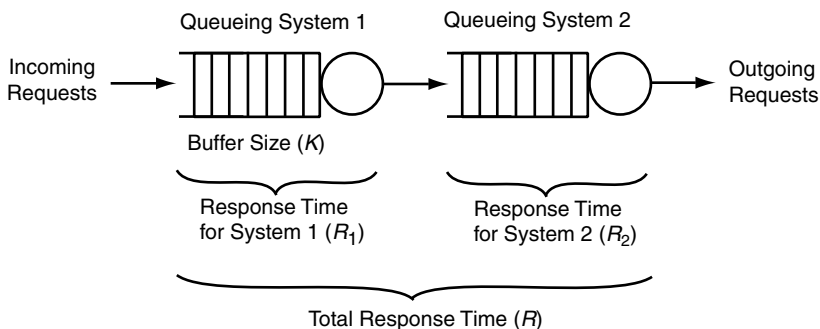 Queueing System 1
Queueing System 2
Incoming
Requests
Outgoing
Requests
Buffer Size (K)
Response Time
for System 1 (R1)
Response Time
for System 2 (R2)
Total Response Time (R)